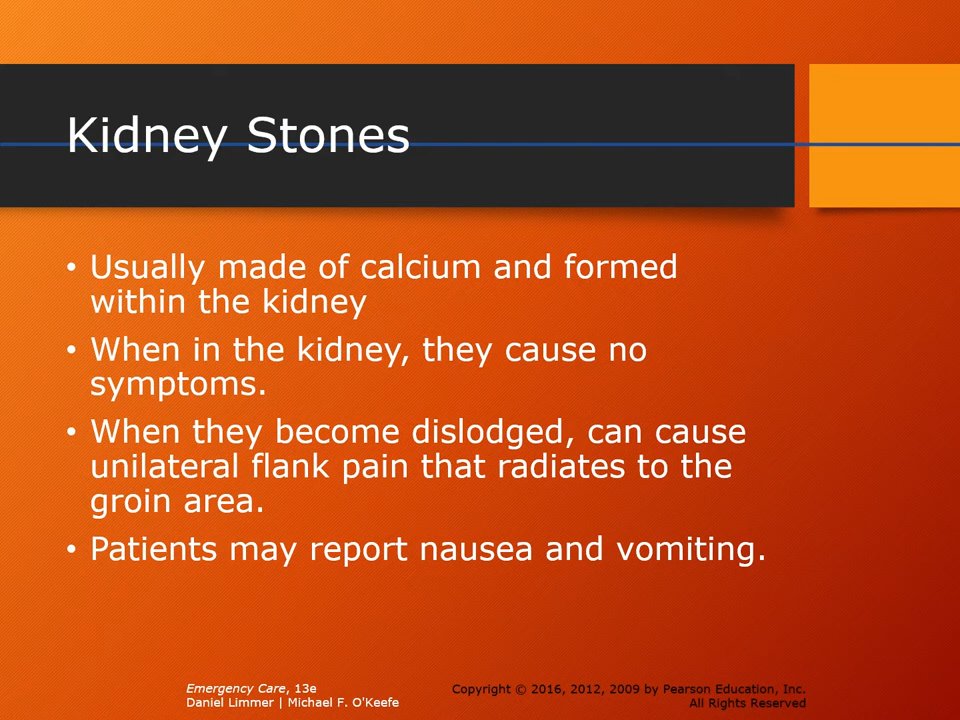 Kidney Stones
• Usually made of calcium and formed
within the kidney
• When in the kidney, they cause no
symptoms.
• When they become dislodged, can cause
unilateral flank pain that radiates to the
groin area.
• Patients may report nausea and vomiting.
Emergency Care, 13e
Daniel Limmer | Michael F. O'Keefe
Copyright © 2016, 2012, 2009 by Pearson Education, Inc.
All Rights Reserved